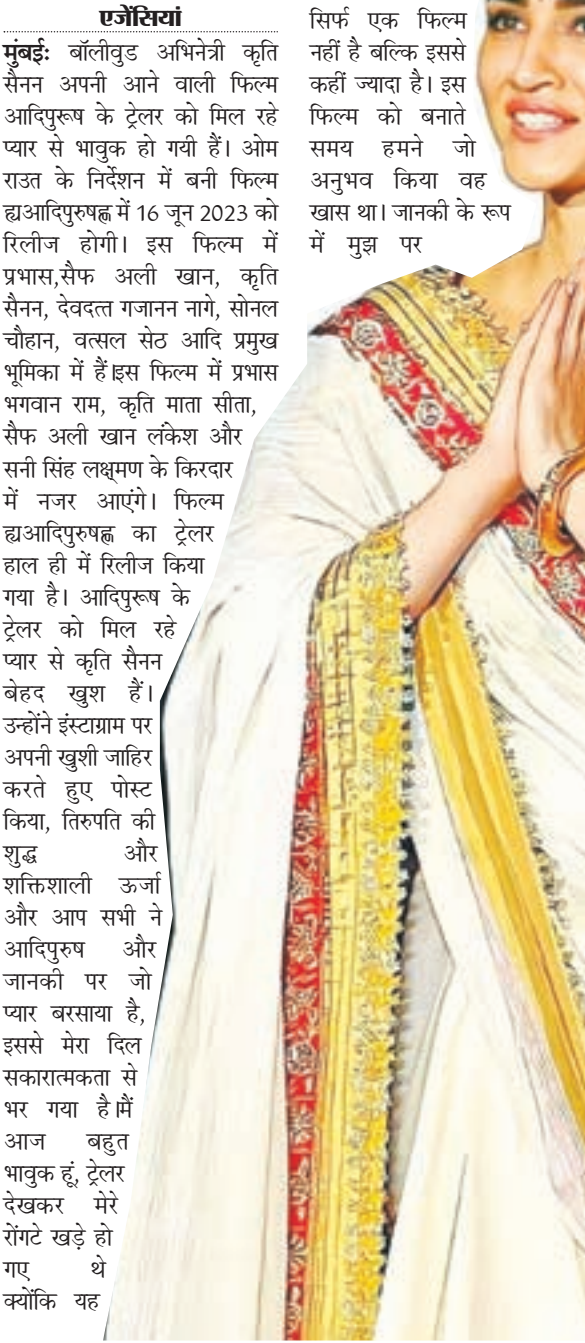 एजेंसियां
मुंबईः बॉलीवुड अभिनेत्री कृति
सैनन अपनी आने वाली फिल्म
आदिपुरूष के ट्रेलर को मिल रहे
प्यार से भावुक हो गयी हैं। ओम
राउत के निर्देशन में बनी फिल्म
ह्यआदिपुरुषह्ण में 16 जून 2023 को
रिलीज होगी। इस फिल्म में
प्रभास,सैफ अली खान, कृति
सैनन, देवदत्त गजानन नागे, सोनल
चौहान, वत्सल सेठ आदि प्रमुख
भूमिका में हैं।इस फिल्म में प्रभास
भगवान राम, कृति माता सीता,
सैफ अली खान लंकेश और
सनी सिंह लक्ष्मण के किरदार
में नजर आएंगे। फिल्म
ह्यआदिपुरुषह्ण का ट्रेलर
हाल ही में रिलीज किया
गया है। आदिपुरूष के
ट्रेलर को मिल रहे
प्यार से कृति सैनन
बेहद खुश हैं।
उन्होंने इंस्टाग्राम पर
अपनी खुशी जाहिर
करते हुए पोस्ट
किया, तिरुपति की
शुद्ध और
शक्तिशाली ऊर्जा
और आप सभी ने
आदिपुरुष और
जानकी पर जो
प्यार बरसाया है,
इससे मेरा दिल
सकारात्मकता से
भर गया है।मैं
आज बहुत
भावुक हूं, ट्रेलर
देखकर मेरे
रोंगटे खड़े हो
गए थे
क्योंकि यह
सिर्फ एक फिल्म
नहीं है बल्कि इससे
कहीं ज्यादा है। इस
फिल्म को बनाते
समय हमने जो
अनुभव किया वह
खास था। जानकी के रूप
में मुझ पर